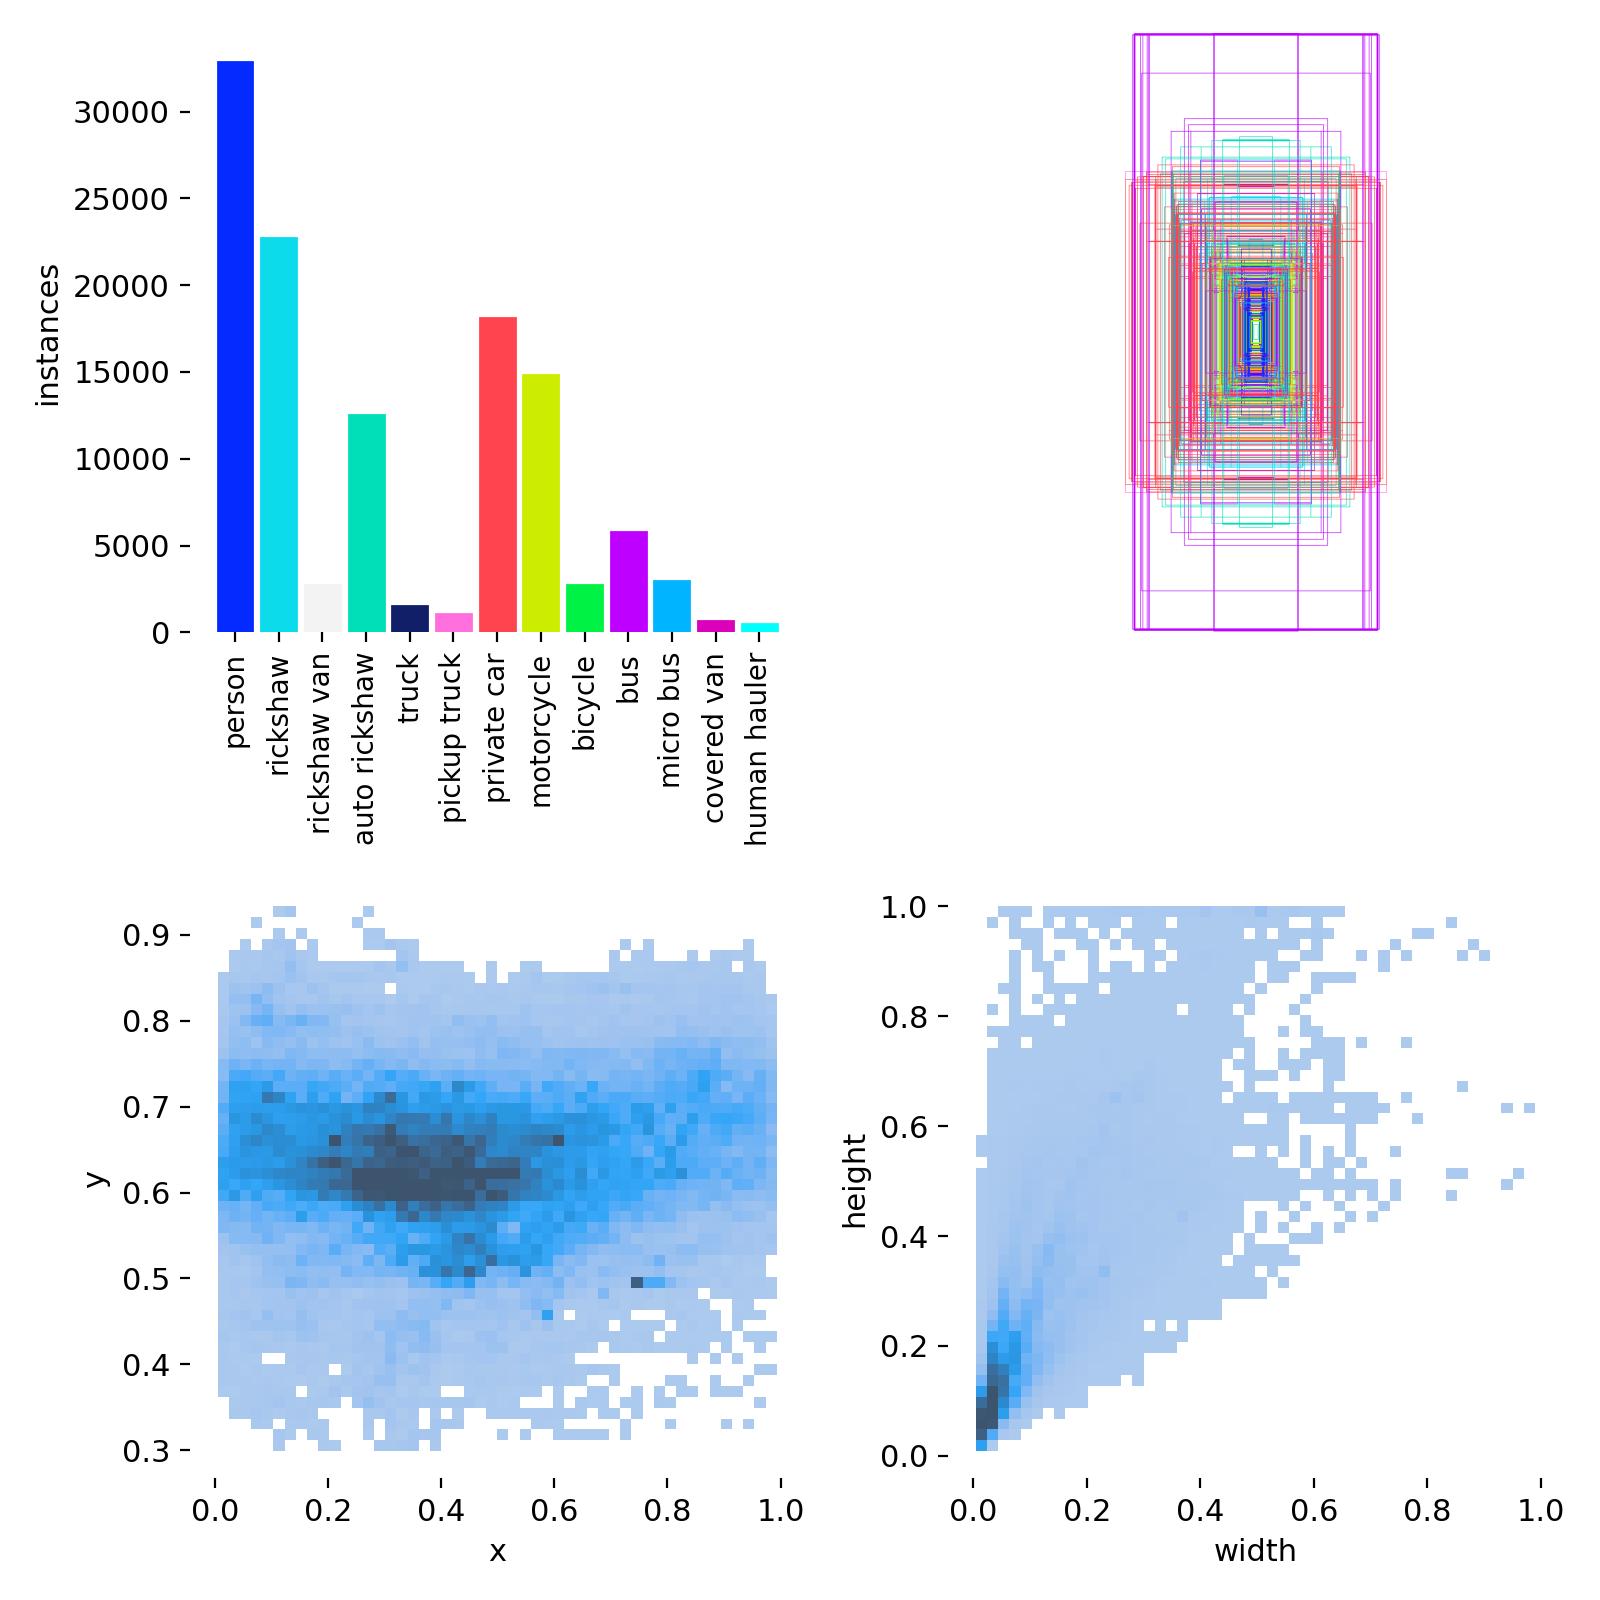 30000
25000
20000
15000
10000
5000
0
instances
person
rickshaw
rickshaw van
auto rickshaw
truck
pickup truck
private car
motorcycle
bicycle
bus
micro bus
covered van
human hauler
0.9
0.8
0.7
0.6
0.5
0.4
0.3
y
0.0 0.2 0.4 0.6 0.8 1.0
x
1.0
0.8
0.6
0.4
0.2
0.0
height
0.0 0.2 0.4 0.6 0.8 1.0
width